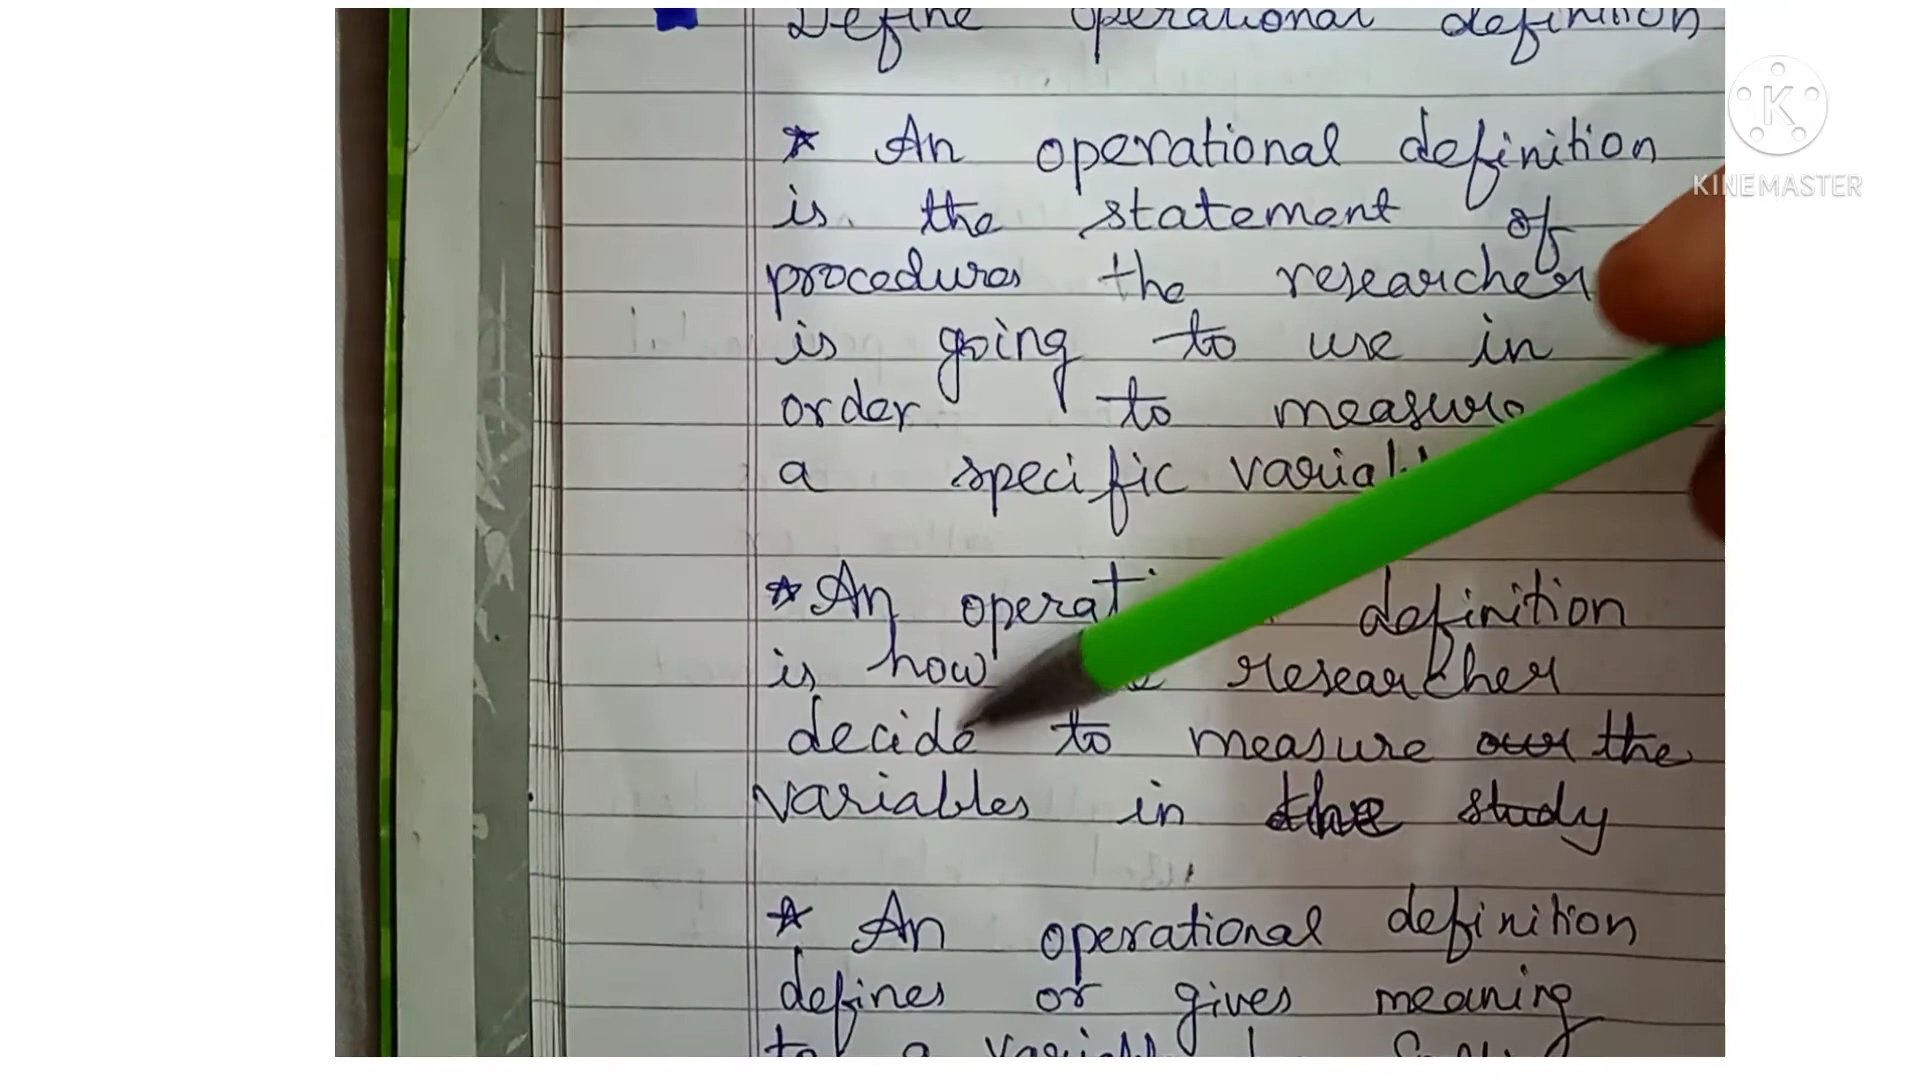 Define operational definition
* An operational definition
is the statement of
procedures the researcher
is going to use in
order to measure
a specific
* An definition
is how researcher
decide to measure our the
variables in the study
* An operational definition
defines or gives meaning
to a
K
KINEMASTER